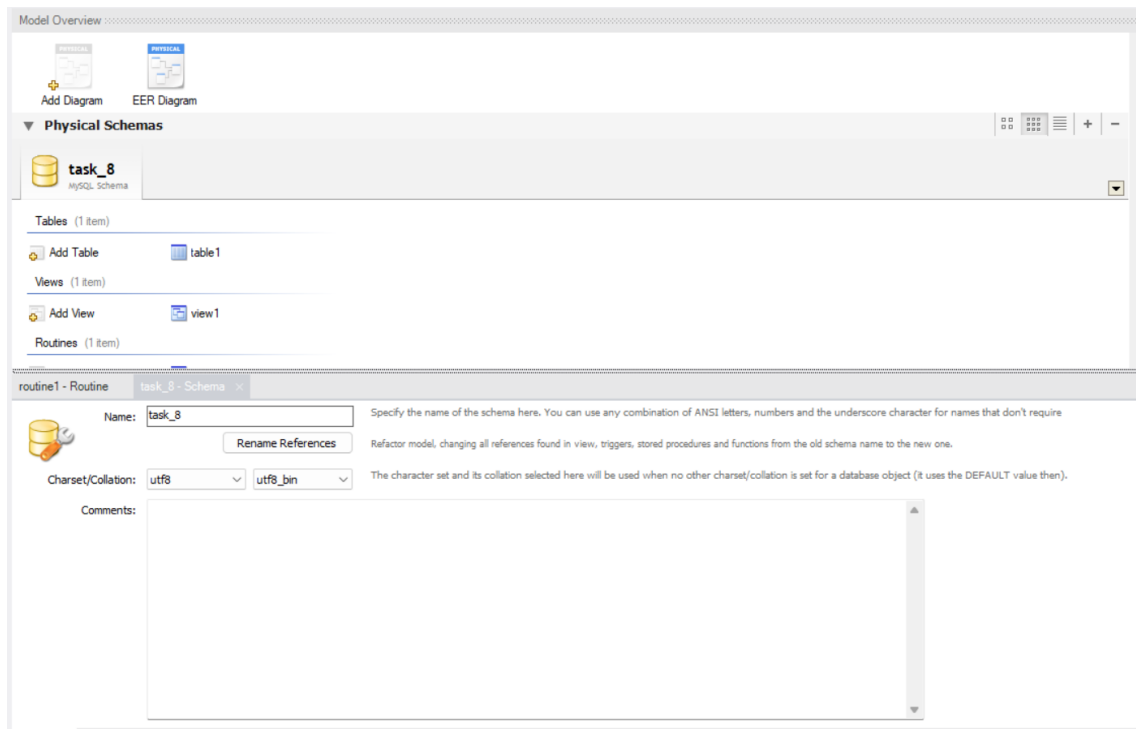 Model Overview
PHYSICAL PHYSICAL
Add Diagram EER Diagram
Physical Schemas
task_8
MySQL Schema
Tables (1 item)
Add Table table1
Views (1 item)
Add View view1
Routines (1 item)
routine1 - Routine task_8 - Schema
Name: task_8 Specify the name of the schema here. You can use any combination of ANSI letters, numbers and the underscore character for names that don't require
Rename References Refactor model, changing all references found in view, triggers, stored procedures and functions from the old schema name to the new one.
Charset/Collation: utf8 utf8_bin The character set and its collation selected here will be used when no other charset/collation is set for a database object (it uses the DEFAULT value then).
Comments: